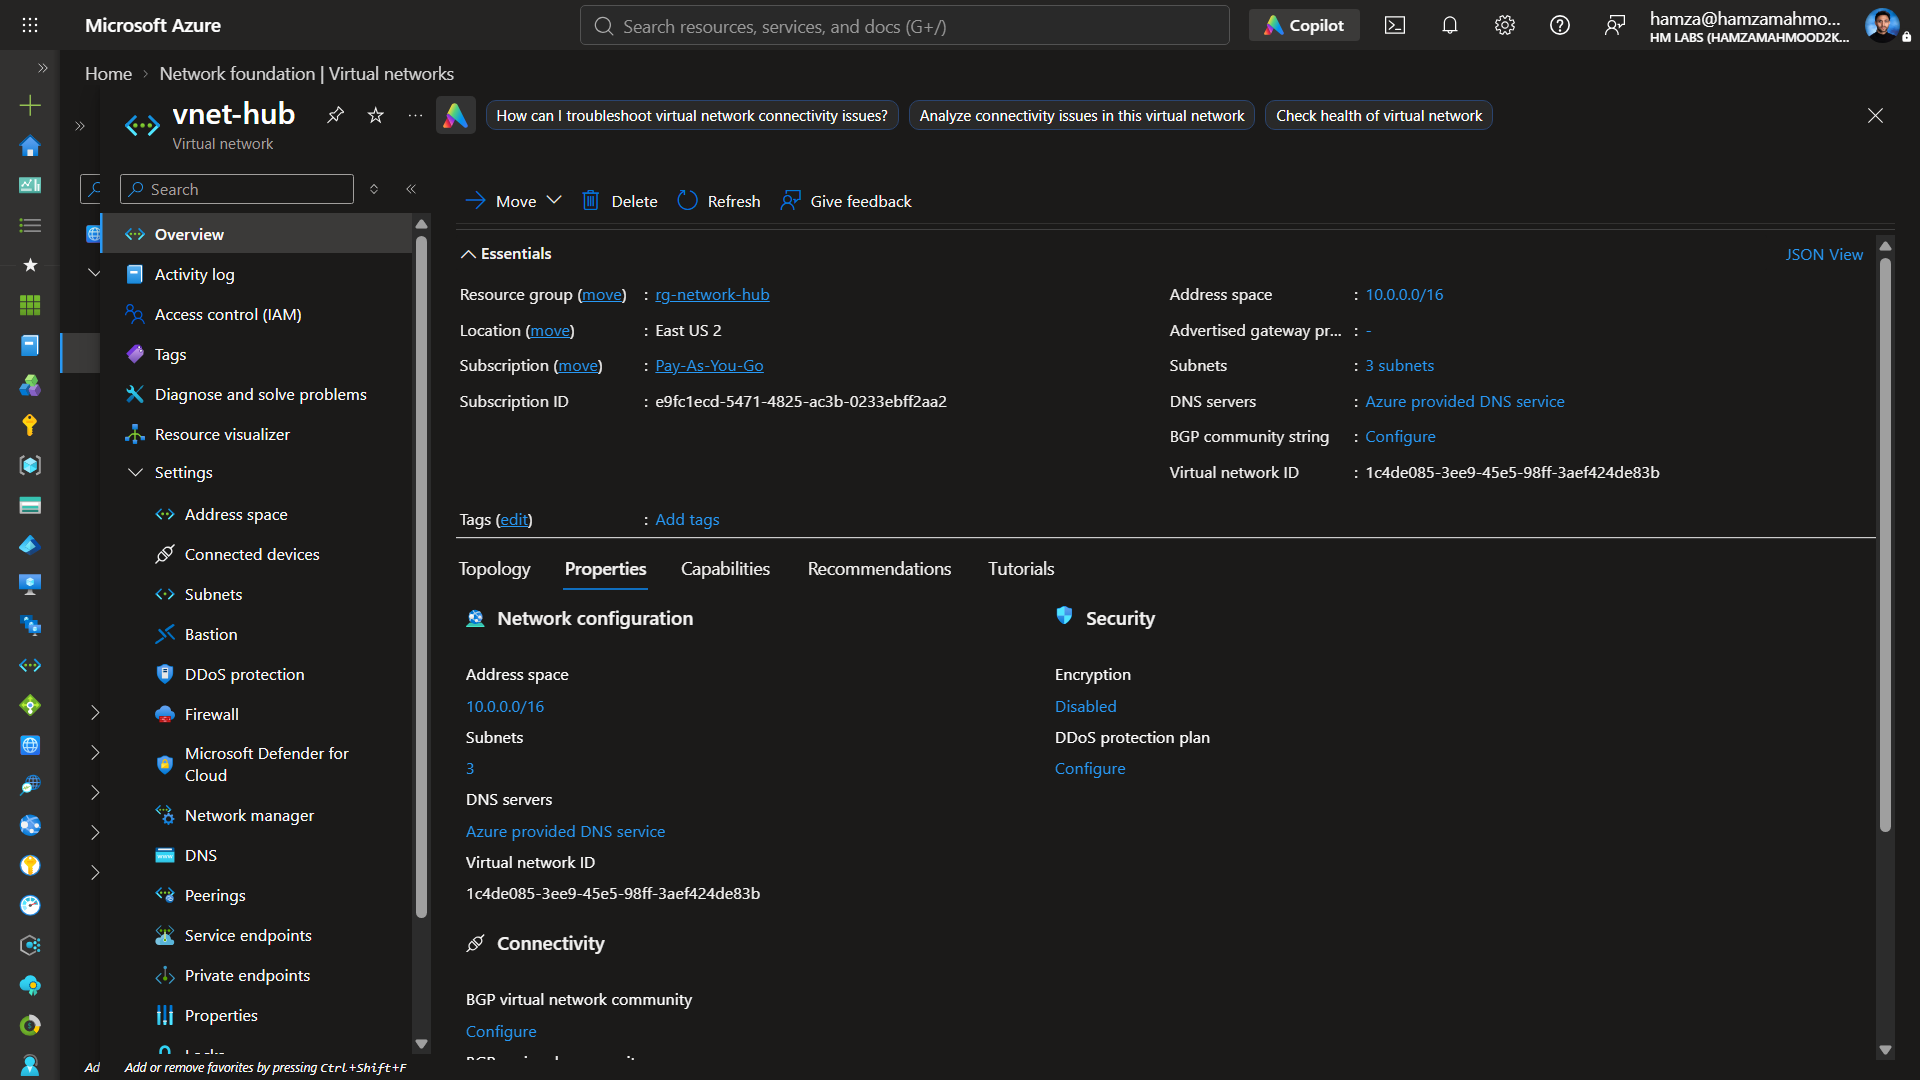 Microsoft Azure
Search resources, services, and docs (G+/)
Copilot
hamza@hamzamahmo...
HM LABS (HAMZAMAHMOOD2K...
Home > Network foundation | Virtual networks
vnet-hub
Virtual network
How can I troubleshoot virtual network connectivity issues?
Analyze connectivity issues in this virtual network
Check health of virtual network
Search
Overview
Activity log
Access control (IAM)
Tags
Diagnose and solve problems
Resource visualizer
Settings
Address space
Connected devices
Subnets
Bastion
DDoS protection
Firewall
Microsoft Defender for
Cloud
Network manager
DNS
Peerings
Service endpoints
Private endpoints
Properties
Locks
Ad
Add or remove favorites by pressing Ctrl+Shift+F
Move
Delete
Refresh
Give feedback
Essentials
JSON View
Resource group (move) : rg-network-hub
Location (move) : East US 2
Subscription (move) : Pay-As-You-Go
Subscription ID : e9fc1ecd-5471-4825-ac3b-0233ebff2aa2
Address space : 10.0.0.0/16
Advertised gateway pr... : -
Subnets : 3 subnets
DNS servers : Azure provided DNS service
BGP community string : Configure
Virtual network ID : 1c4de085-3ee9-45e5-98ff-3aef424de83b
Tags (edit) : Add tags
Topology
Properties
Capabilities
Recommendations
Tutorials
Network configuration
Address space
10.0.0.0/16
Subnets
3
DNS servers
Azure provided DNS service
Virtual network ID
1c4de085-3ee9-45e5-98ff-3aef424de83b
Connectivity
BGP virtual network community
Configure
Security
Encryption
Disabled
DDoS protection plan
Configure